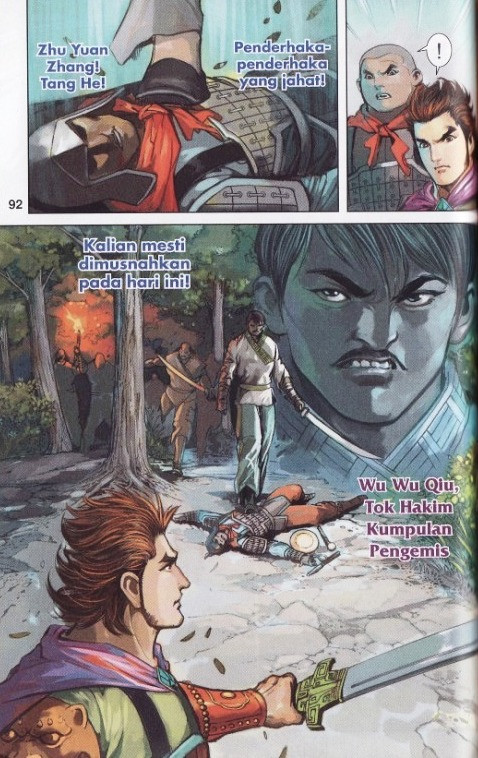 Zhu Yuan
Zhang!
Tang He!
Penderhaka-
penderhaka
yang jahat!
!
92
Kalian mesti
dimusnahkan
pada hari ini!
Wu Wu Qiu,
Tok Hakim
Kumpulan
Pengemis